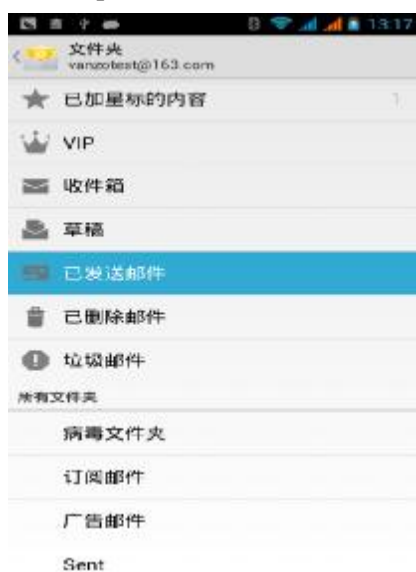 13:17
文件夹
vanzotest@163.com
已加星标的内容 1
VIP
收件箱
草稿
已发送邮件
已删除邮件
垃圾邮件
所有文件夹
病毒文件夹
订阅邮件
广告邮件
Sent